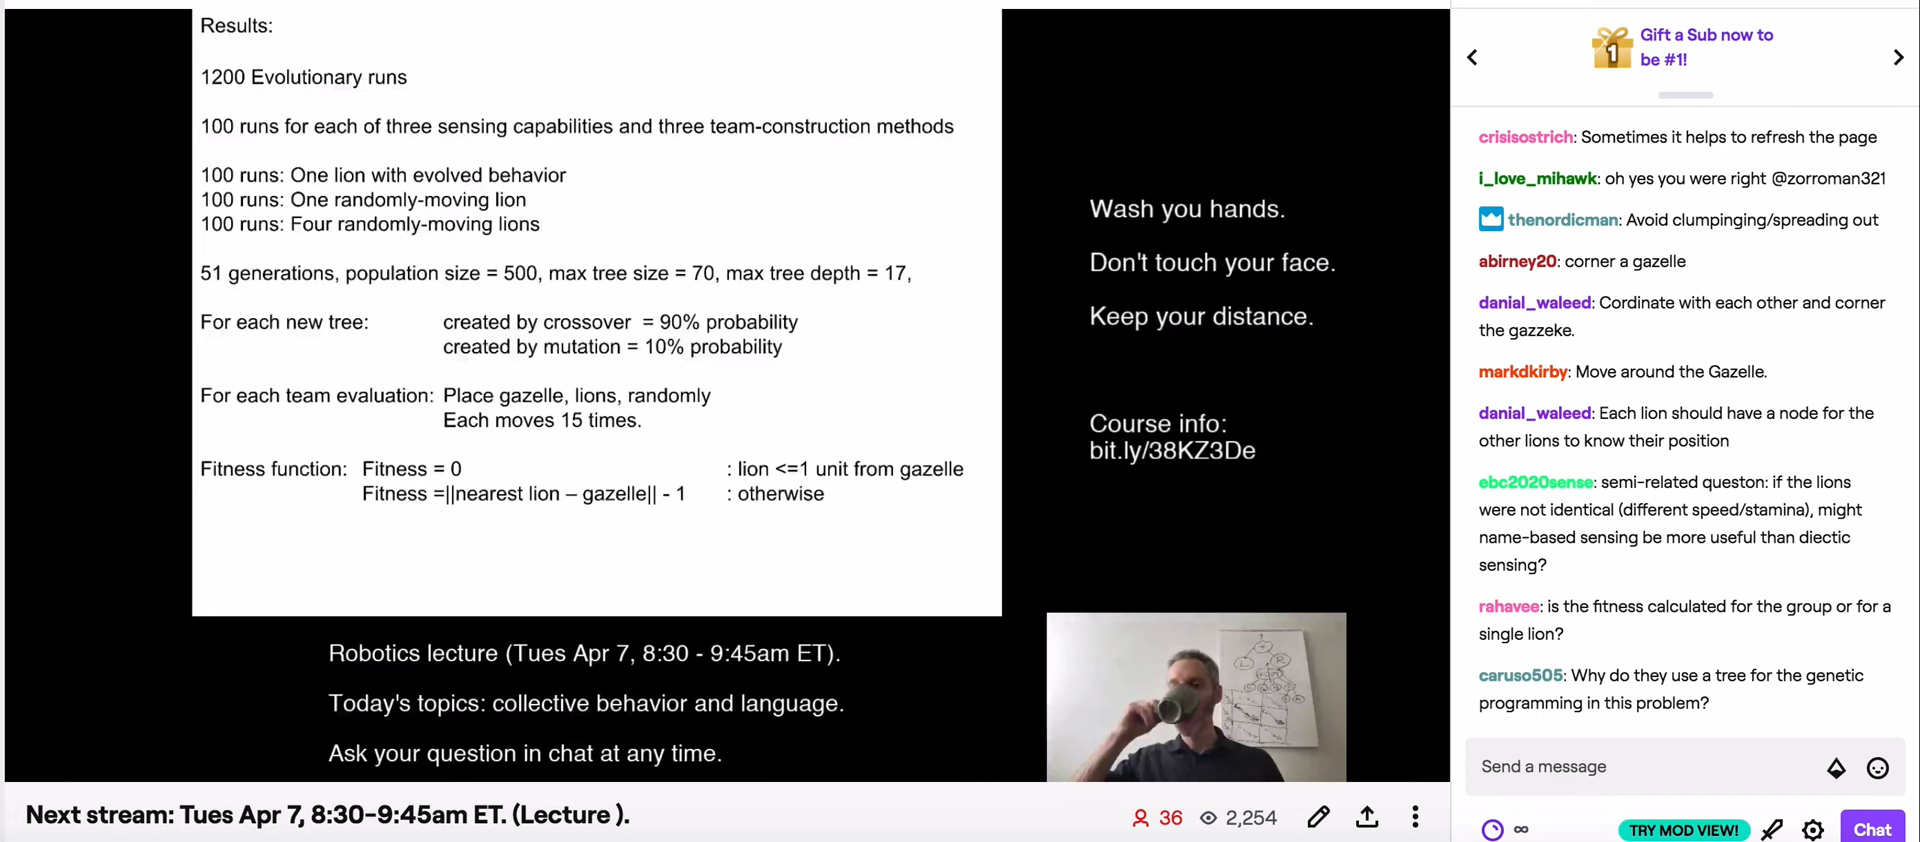 Results:
1200 Evolutionary runs
100 runs for each of three sensing capabilities and three team-construction methods
100 runs: One lion with evolved behavior
100 runs: One randomly-moving lion
100 runs: Four randomly-moving lions
51 generations, population size = 500, max tree size = 70, max tree depth = 17,
For each new tree: created by crossover = 90% probability
created by mutation = 10% probability
For each team evaluation: Place gazelle, lions, randomly
Each moves 15 times.
Fitness function: Fitness = 0 : lion <=1 unit from gazelle
Fitness =||nearest lion – gazelle|| - 1 : otherwise
Wash you hands.
Don't touch your face.
Keep your distance.
Course info:
bit.ly/38KZ3De
Robotics lecture (Tues Apr 7, 8:30 - 9:45am ET).
Today's topics: collective behavior and language.
Ask your question in chat at any time.
Next stream: Tues Apr 7, 8:30-9:45am ET. (Lecture ).
36 2,254
1
Gift a Sub now to
be #1!
crisisostrich: Sometimes it helps to refresh the page
i_love_mihawk: oh yes you were right @zorroman321
thenordicman: Avoid clumpinging/spreading out
abirney20: corner a gazelle
danial_waleed: Cordinate with each other and corner
the gazzeke.
markdkirby: Move around the Gazelle.
danial_waleed: Each lion should have a node for the
other lions to know their position
ebc2020sense: semi-related queston: if the lions
were not identical (different speed/stamina), might
name-based sensing be more useful than diectic
sensing?
rahavee: is the fitness calculated for the group or for a
single lion?
caruso505: Why do they use a tree for the genetic
programming in this problem?
Send a message
∞
TRY MOD VIEW!
Chat